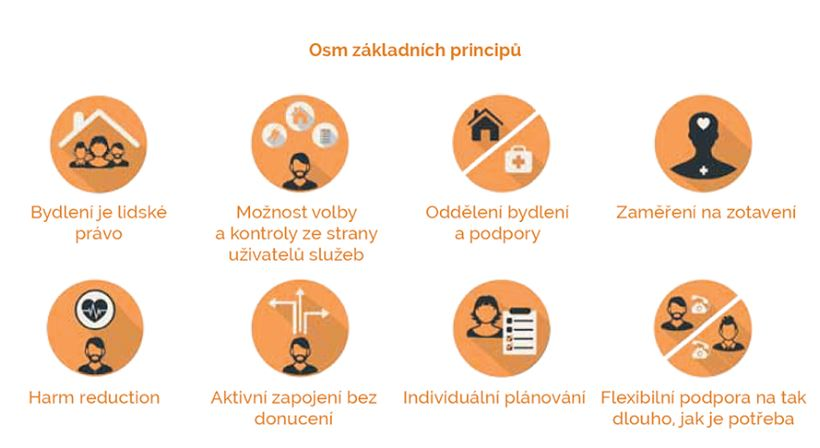 Osm základních principů
Bydlení je lidské
právo
Možnost volby
a kontroly ze strany
uživatelů služeb
Oddělení bydlení
a podpory
Zaměření na zotavení
Harm reduction
Aktivní zapojení bez
donucení
Individuální plánování
Flexibilní podpora na tak
dlouho, jak je potřeba